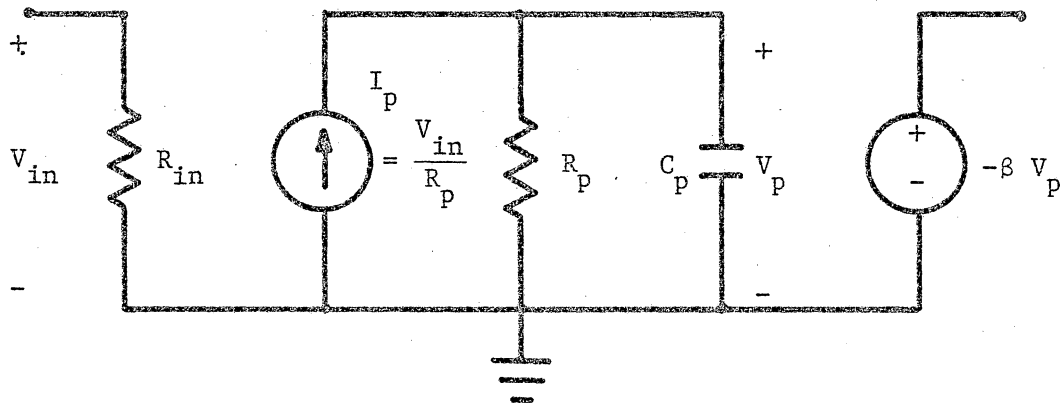 +
V_in
-
R_in
I_p
= V_in / R_p
R_p
C_p
+
V_p
-
+
-
-β V_p